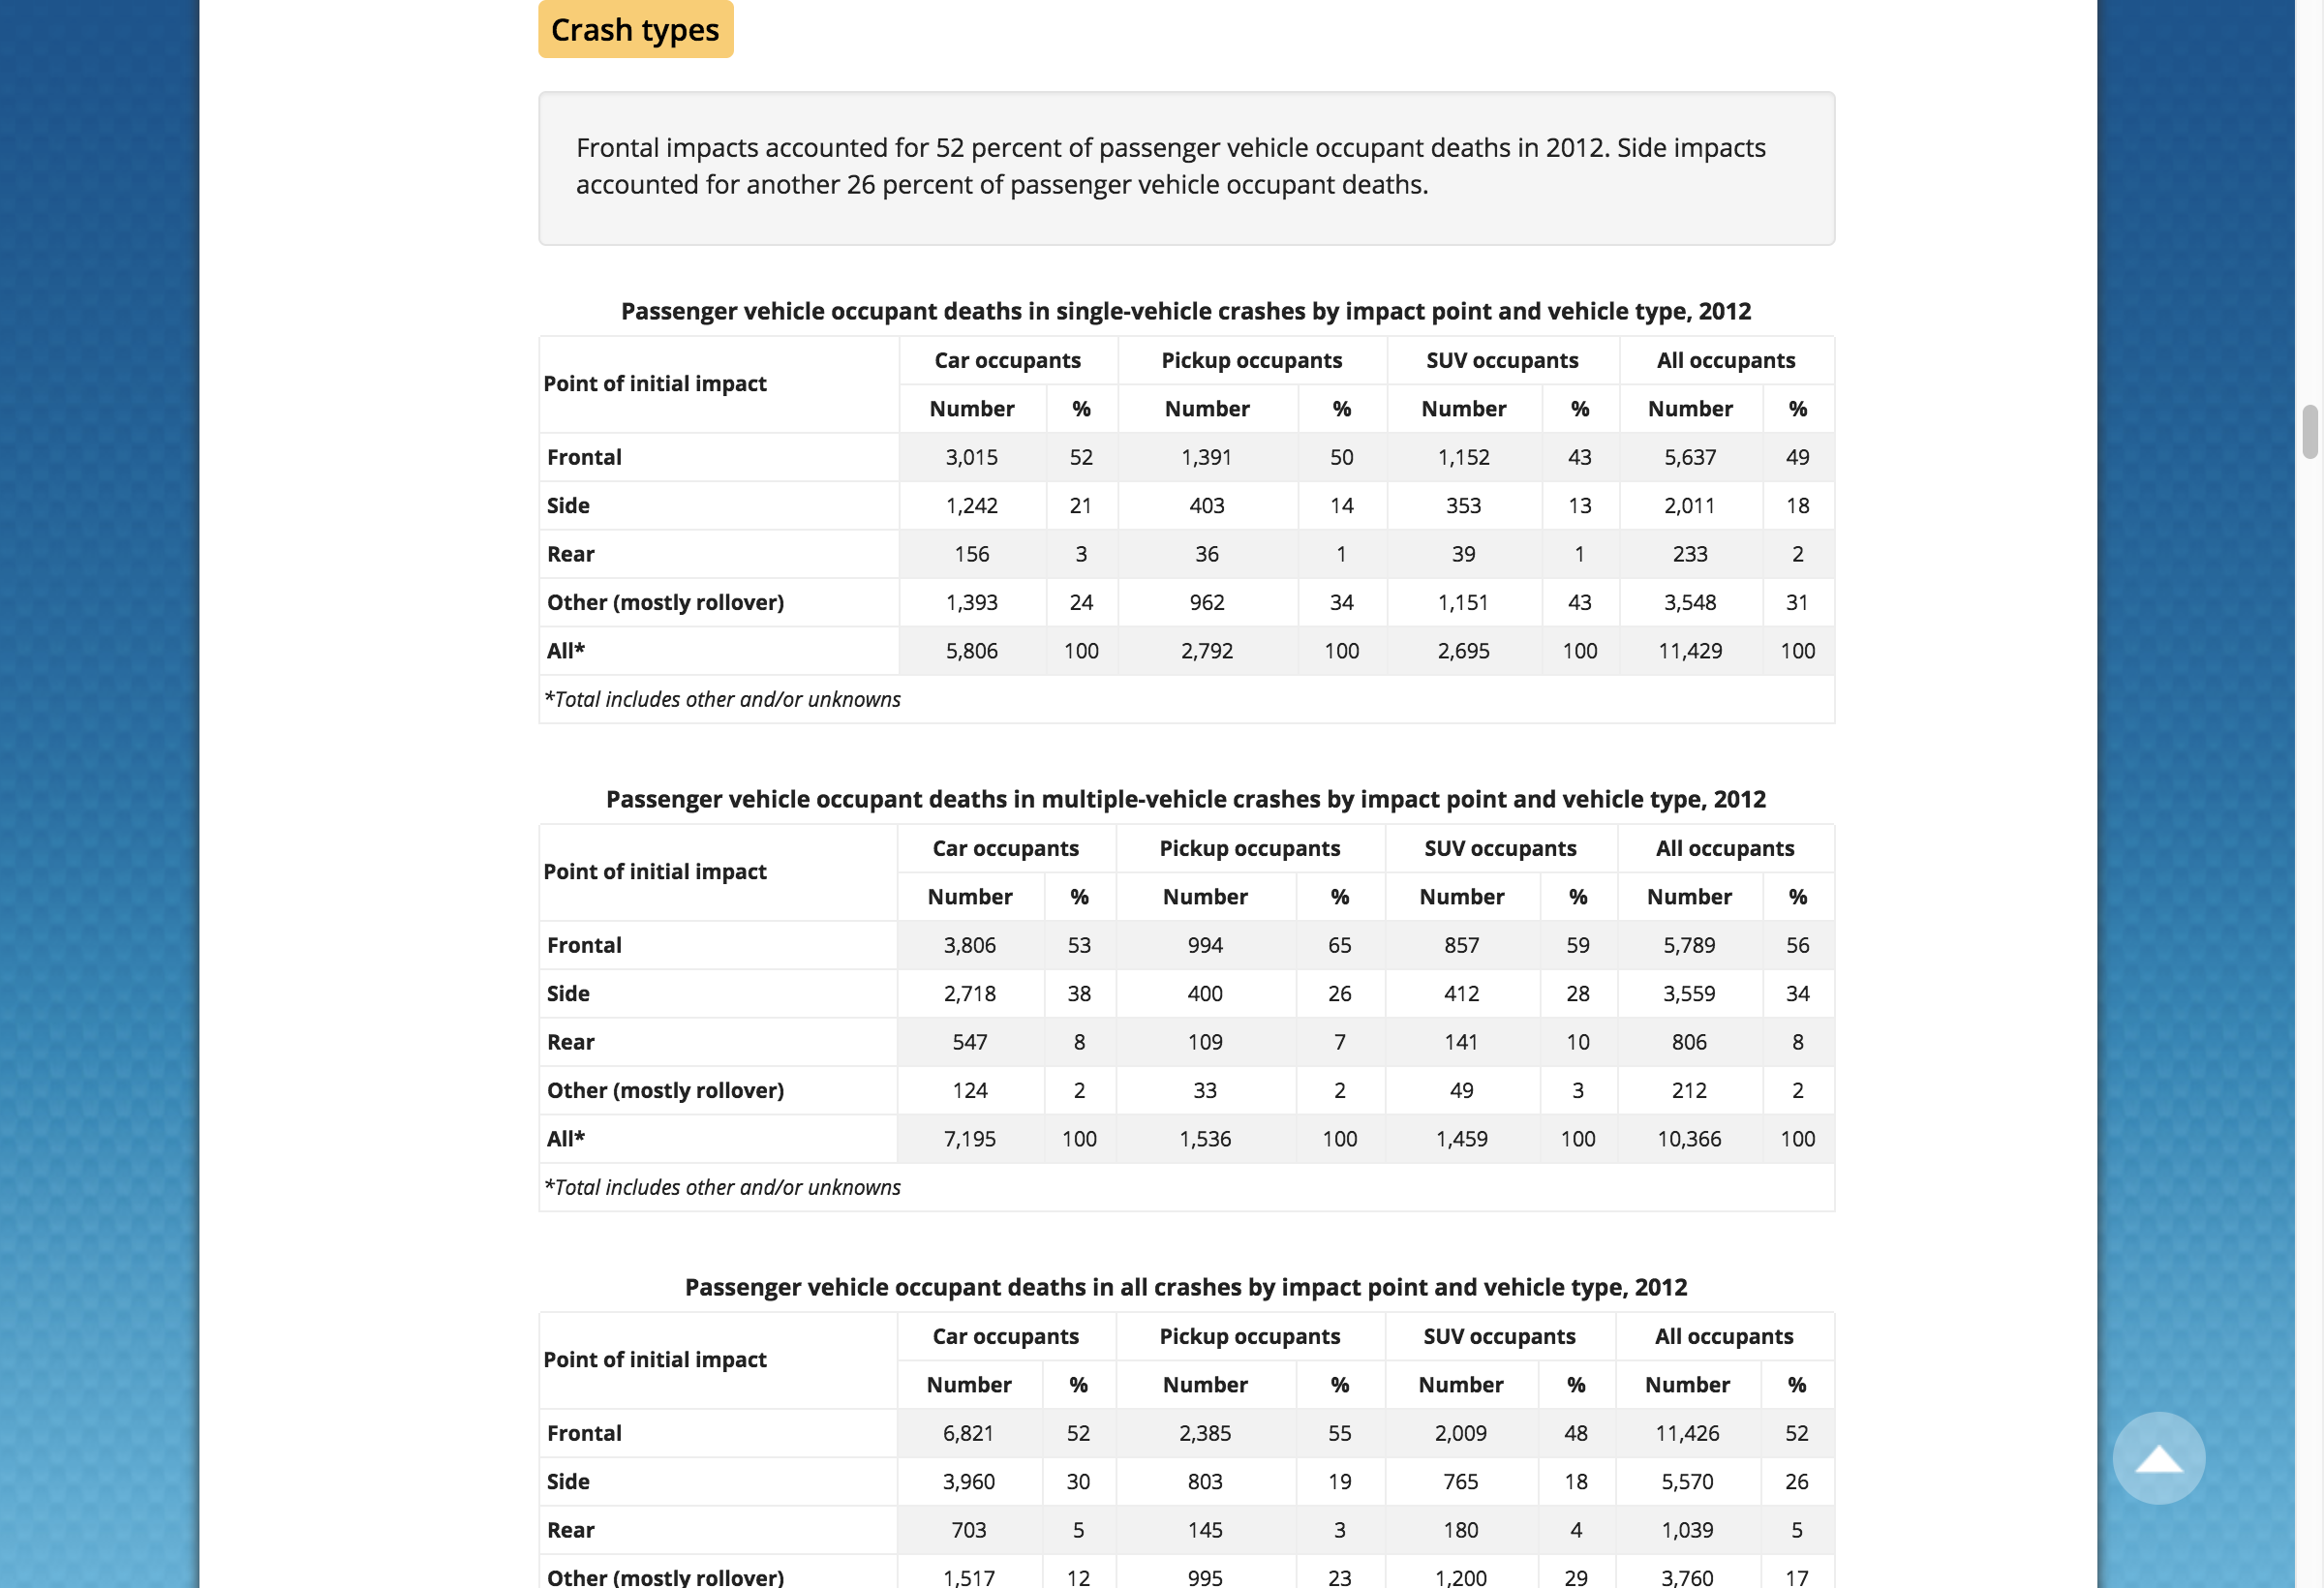 Crash types
Frontal impacts accounted for 52 percent of passenger vehicle occupant deaths in 2012. Side impacts
accounted for another 26 percent of passenger vehicle occupant deaths.
Passenger vehicle occupant deaths in single-vehicle crashes by impact point and vehicle type, 2012
Point of initial impact Car occupants Pickup occupants SUV occupants All occupants
Number % Number % Number % Number %
Frontal 3,015 52 1,391 50 1,152 43 5,637 49
Side 1,242 21 403 14 353 13 2,011 18
Rear 156 3 36 1 39 1 233 2
Other (mostly rollover) 1,393 24 962 34 1,151 43 3,548 31
All* 5,806 100 2,792 100 2,695 100 11,429 100
*Total includes other and/or unknowns
Passenger vehicle occupant deaths in multiple-vehicle crashes by impact point and vehicle type, 2012
Point of initial impact Car occupants Pickup occupants SUV occupants All occupants
Number % Number % Number % Number %
Frontal 3,806 53 994 65 857 59 5,789 56
Side 2,718 38 400 26 412 28 3,559 34
Rear 547 8 109 7 141 10 806 8
Other (mostly rollover) 124 2 33 2 49 3 212 2
All* 7,195 100 1,536 100 1,459 100 10,366 100
*Total includes other and/or unknowns
Passenger vehicle occupant deaths in all crashes by impact point and vehicle type, 2012
Point of initial impact Car occupants Pickup occupants SUV occupants All occupants
Number % Number % Number % Number %
Frontal 6,821 52 2,385 55 2,009 48 11,426 52
Side 3,960 30 803 19 765 18 5,570 26
Rear 703 5 145 3 180 4 1,039 5
Other (mostly rollover) 1,517 12 995 23 1,200 29 3,760 17